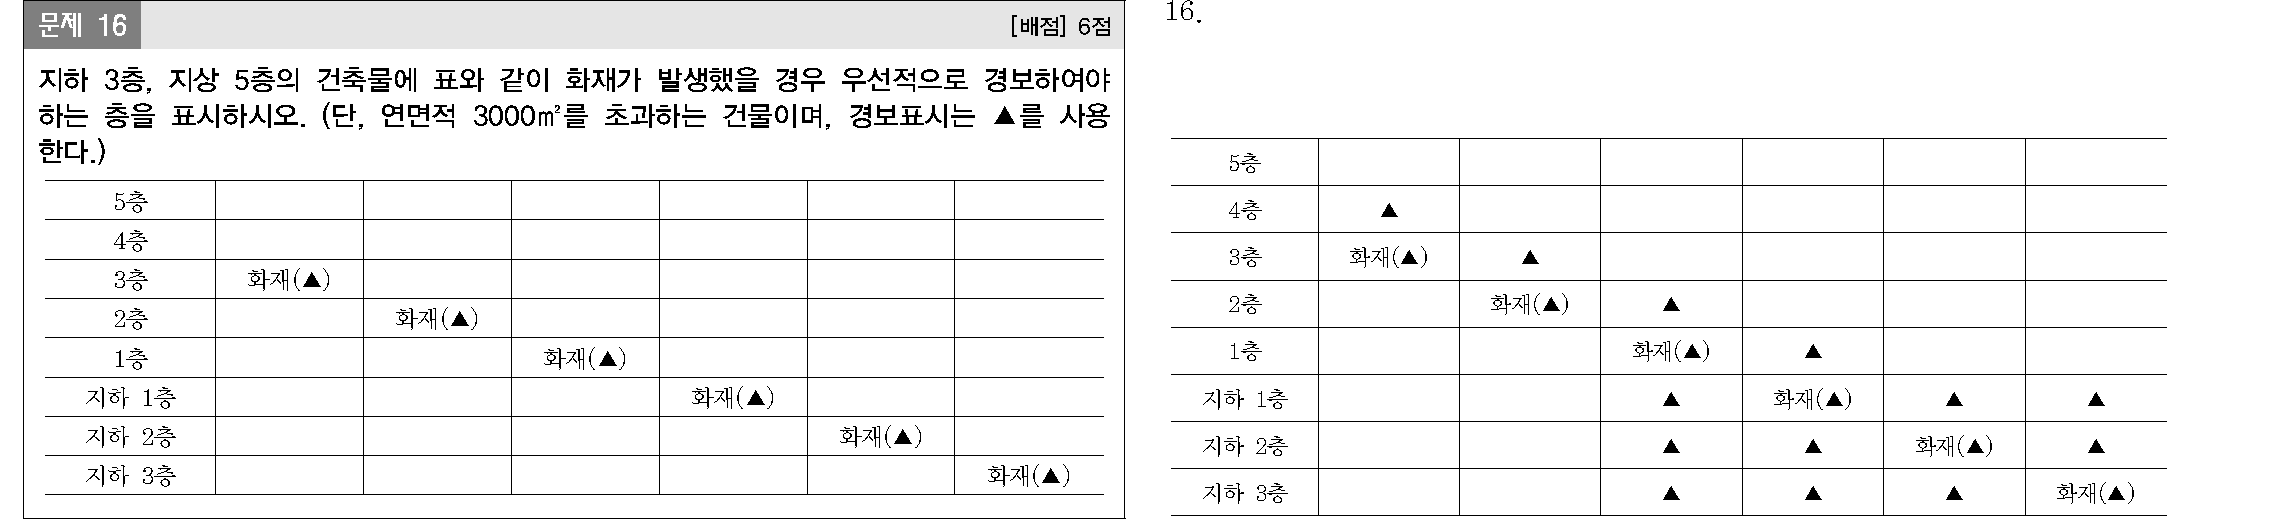 문제 16
[배점] 6점
지하 3층, 지상 5층의 건축물에 표와 같이 화재가 발생했을 경우 우선적으로 경보하여야
하는 층을 표시하시오. (단, 연면적 3000㎡를 초과하는 건물이며, 경보표시는 ▲를 사용
한다.)
5층
4층
3층 화재(▲)
2층 화재(▲)
1층 화재(▲)
지하 1층 화재(▲)
지하 2층 화재(▲)
지하 3층 화재(▲)
16.
5층
4층 ▲
3층 화재(▲) ▲
2층 화재(▲) ▲
1층 화재(▲) ▲
지하 1층 ▲ 화재(▲) ▲ ▲
지하 2층 ▲ ▲ 화재(▲) ▲
지하 3층 ▲ ▲ ▲ 화재(▲)